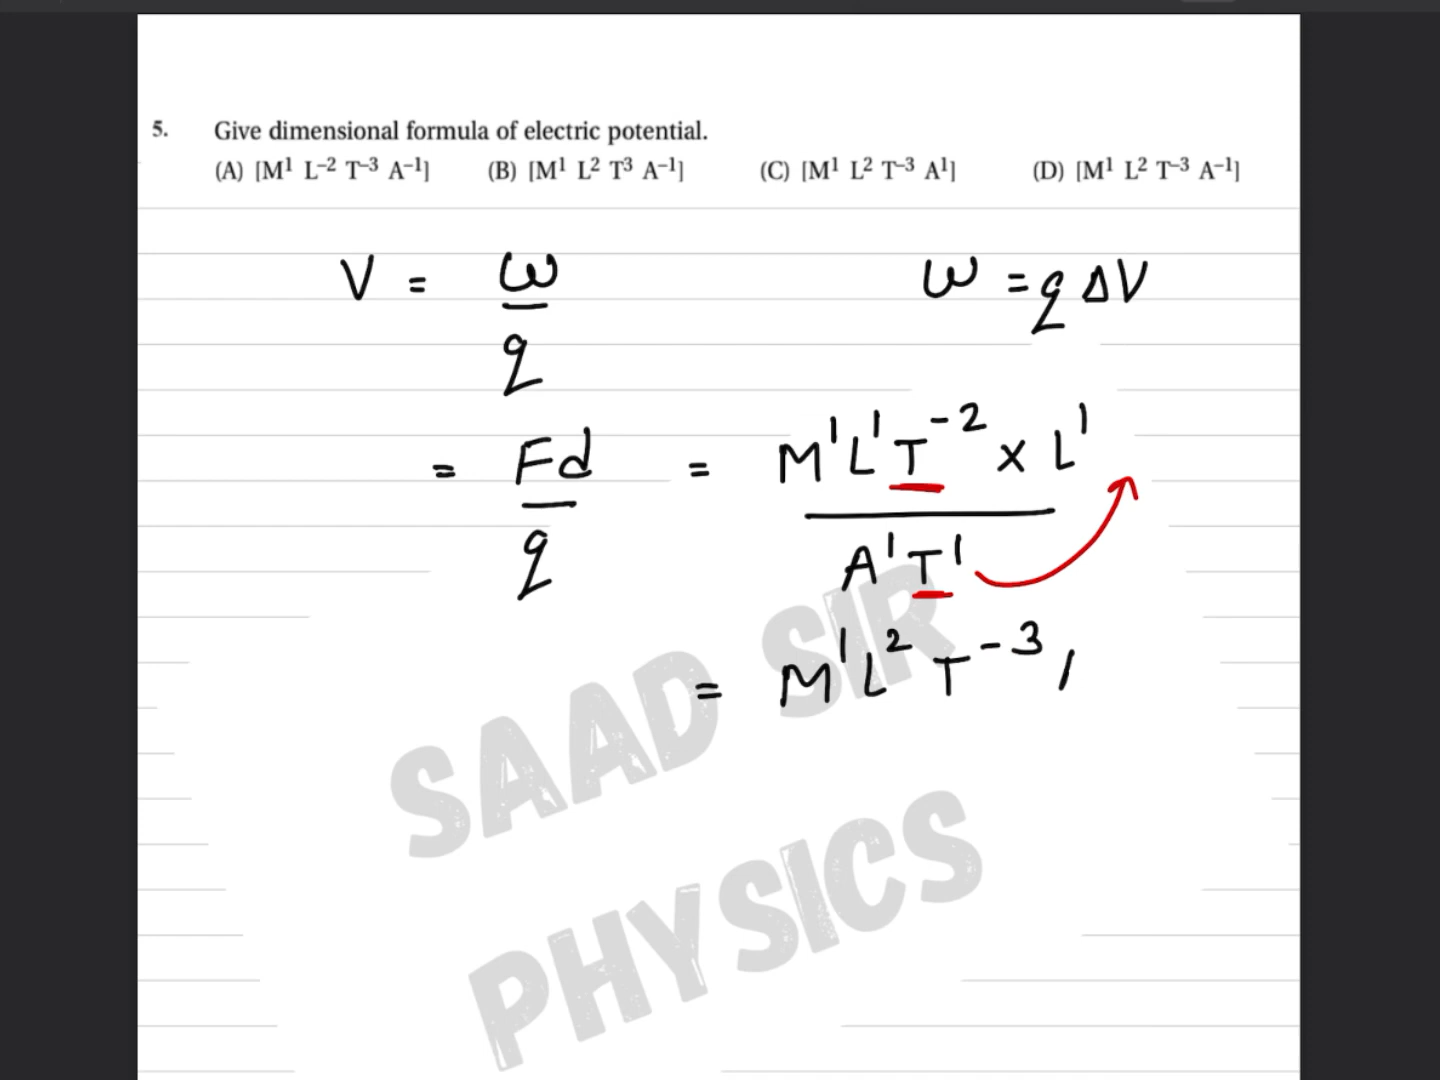 5. Give dimensional formula of electric potential.
(A) [M¹ L⁻² T⁻³ A⁻¹] (B) [M¹ L² T³ A⁻¹] (C) [M¹ L² T⁻³ A¹] (D) [M¹ L² T⁻³ A⁻¹]
V = ω/q ω = q ΔV
= Fd/q = M¹L¹T⁻² × L¹ / A¹T¹
= M¹L²T⁻³
SAAD SIR
PHYSICS